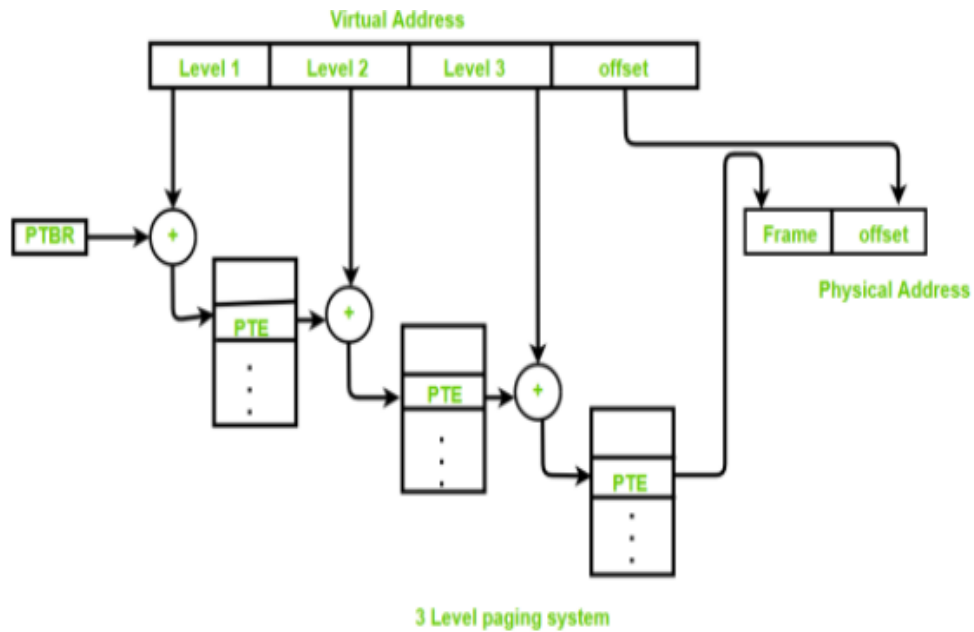 Virtual Address
Level 1 Level 2 Level 3 offset
PTBR + Frame offset
Physical Address
PTE +
PTE +
PTE
3 Level paging system